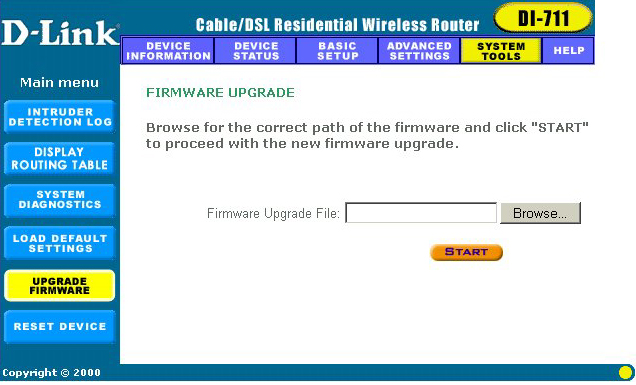 D-Link
Cable/DSL Residential Wireless Router
DI-711
DEVICE
INFORMATION
DEVICE
STATUS
BASIC
SETUP
ADVANCED
SETTINGS
SYSTEM
TOOLS
HELP
Main menu
INTRUDER
DETECTION LOG
DISPLAY
ROUTING TABLE
SYSTEM
DIAGNOSTICS
LOAD DEFAULT
SETTINGS
UPGRADE
FIRMWARE
RESET DEVICE
FIRMWARE UPGRADE
Browse for the correct path of the firmware and click "START"
to proceed with the new firmware upgrade.
Firmware Upgrade File:
Browse...
START
Copyright © 2000